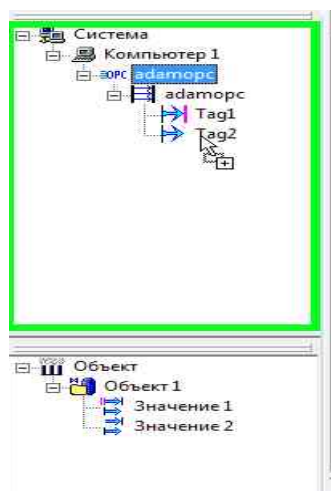 Система
Компьютер 1
OPC adamopc
adamopc
Tag1
Tag2
Объект
Объект 1
Значение 1
Значение 2